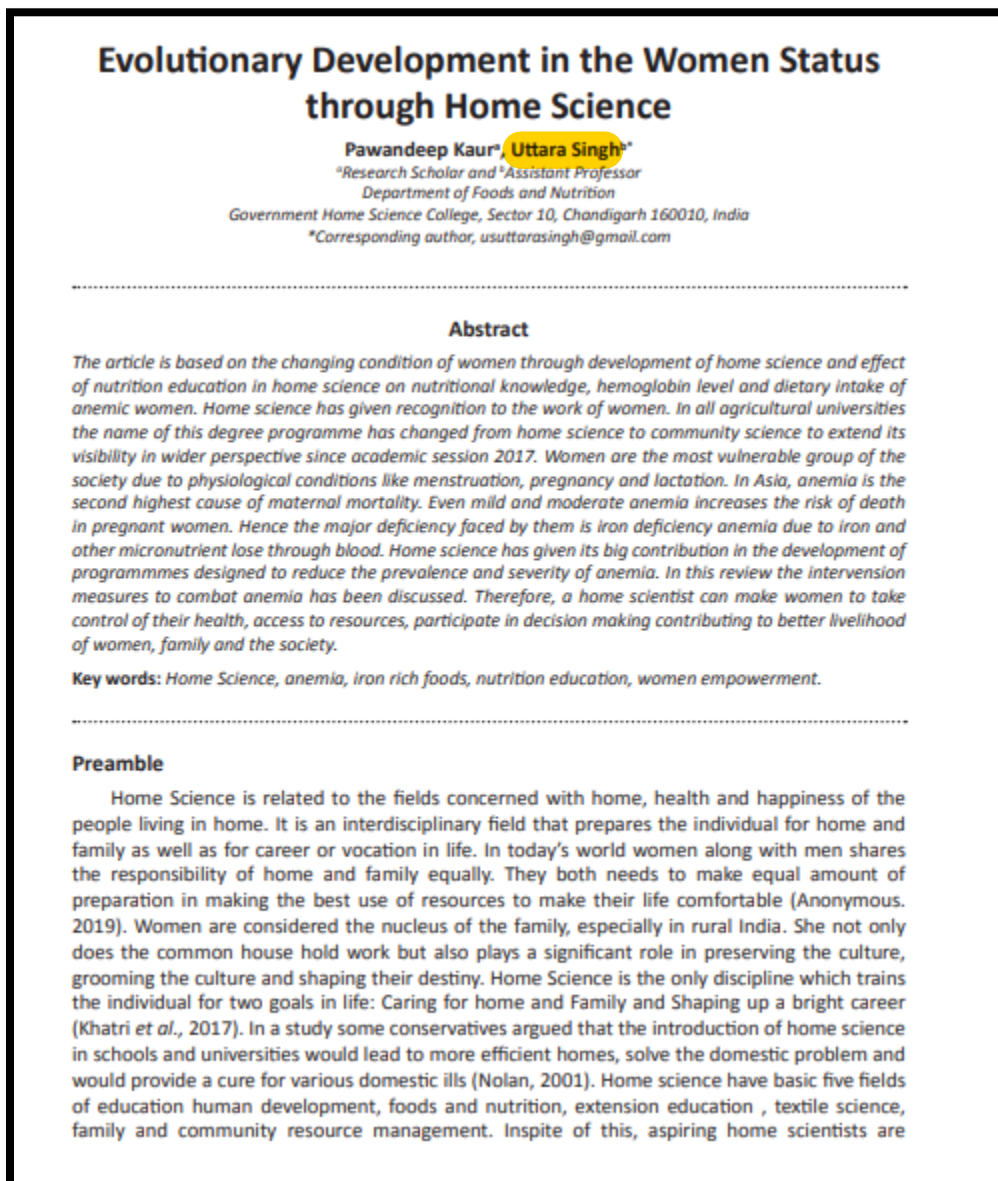 Evolutionary Development in the Women Status
through Home Science
Pawandeep Kaurᵃ, Uttara Singhᵇ*
ᵃResearch Scholar and ᵇAssistant Professor
Department of Foods and Nutrition
Government Home Science College, Sector 10, Chandigarh 160010, India
*Corresponding author, usuttarasingh@gmail.com
Abstract
The article is based on the changing condition of women through development of home science and effect
of nutrition education in home science on nutritional knowledge, hemoglobin level and dietary intake of
anemic women. Home science has given recognition to the work of women. In all agricultural universities
the name of this degree programme has changed from home science to community science to extend its
visibility in wider perspective since academic session 2017. Women are the most vulnerable group of the
society due to physiological conditions like menstruation, pregnancy and lactation. In Asia, anemia is the
second highest cause of maternal mortality. Even mild and moderate anemia increases the risk of death
in pregnant women. Hence the major deficiency faced by them is iron deficiency anemia due to iron and
other micronutrient lose through blood. Home science has given its big contribution in the development of
programmmes designed to reduce the prevalence and severity of anemia. In this review the intervension
measures to combat anemia has been discussed. Therefore, a home scientist can make women to take
control of their health, access to resources, participate in decision making contributing to better livelihood
of women, family and the society.
Key words: Home Science, anemia, iron rich foods, nutrition education, women empowerment.
Preamble
Home Science is related to the fields concerned with home, health and happiness of the
people living in home. It is an interdisciplinary field that prepares the individual for home and
family as well as for career or vocation in life. In today's world women along with men shares
the responsibility of home and family equally. They both needs to make equal amount of
preparation in making the best use of resources to make their life comfortable (Anonymous.
2019). Women are considered the nucleus of the family, especially in rural India. She not only
does the common house hold work but also plays a significant role in preserving the culture,
grooming the culture and shaping their destiny. Home Science is the only discipline which trains
the individual for two goals in life: Caring for home and Family and Shaping up a bright career
(Khatri et al., 2017). In a study some conservatives argued that the introduction of home science
in schools and universities would lead to more efficient homes, solve the domestic problem and
would provide a cure for various domestic ills (Nolan, 2001). Home science have basic five fields
of education human development, foods and nutrition, extension education , textile science,
family and community resource management. Inspite of this, aspiring home scientists are